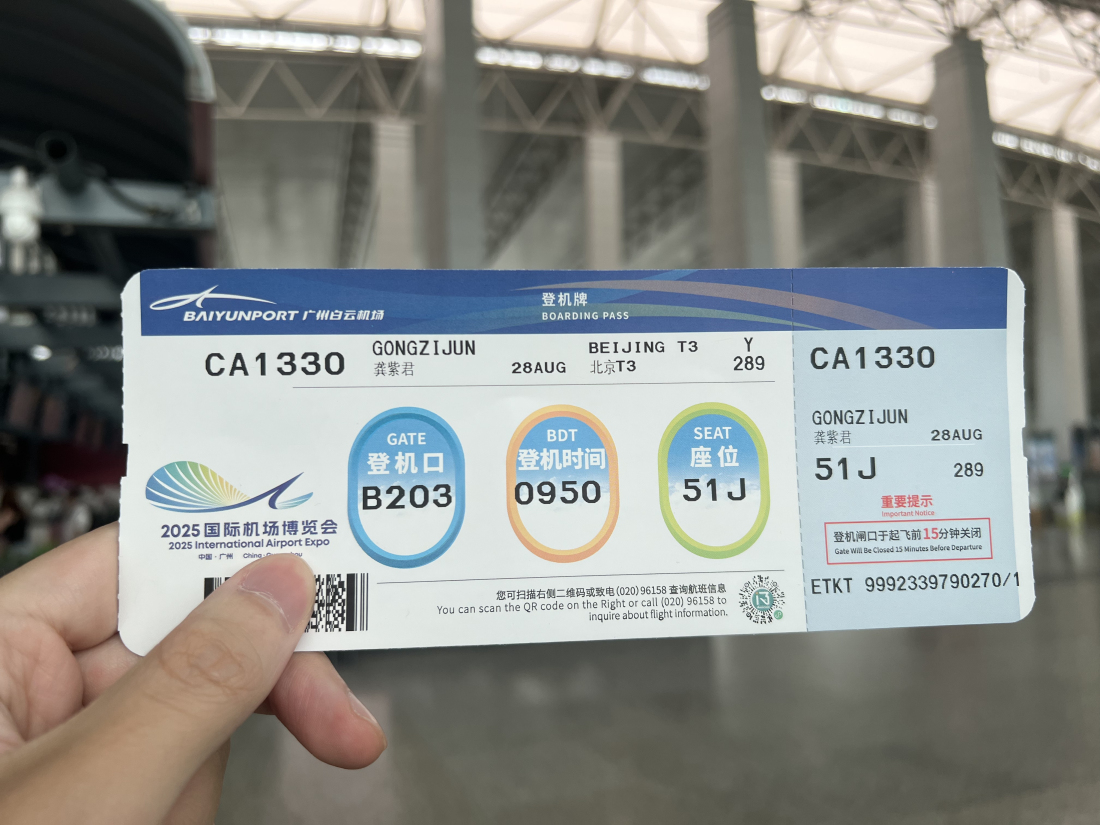 BAIYUNPORT 广州白云机场
登机牌
BOARDING PASS
CA1330
GONGZIJUN
龚紫君
28AUG
BEIJING T3
北京T3
Y
289
GATE
登机口
B203
BDT
登机时间
0950
SEAT
座位
51J
2025国际机场博览会
2025 International Airport Expo
中国·广州 China·
您可扫描右侧二维码或致电(020)96158 查询航班信息
You can scan the QR code on the Right or call (020) 96158 to
inquire about flight information.
CA1330
GONGZIJUN
龚紫君
28AUG
51J
289
重要提示
Important Notice
登机闸口于起飞前15分钟关闭
Gate Will Be Closed 15 Minutes Before Departure
ETKT 9992339790270/1